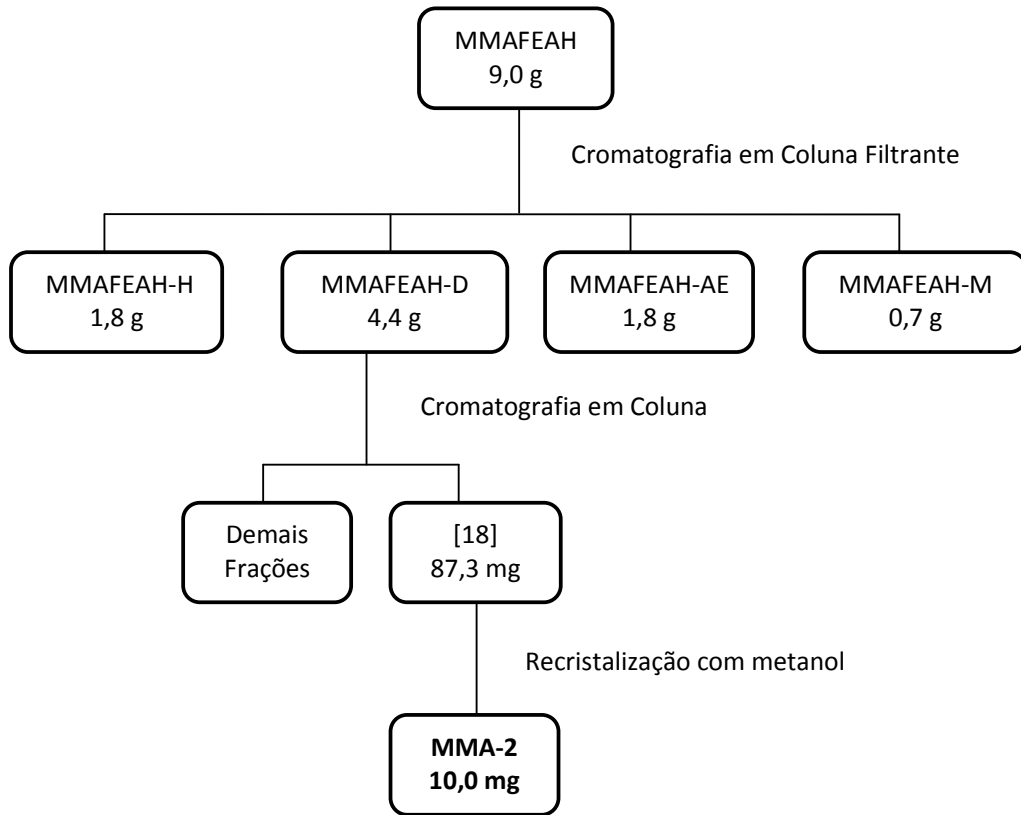 MMAFEAH
9,0 g
Cromatografia em Coluna Filtrante
MMAFEAH-H
1,8 g
MMAFEAH-D
4,4 g
MMAFEAH-AE
1,8 g
MMAFEAH-M
0,7 g
Cromatografia em Coluna
Demais
Frações
[18]
87,3 mg
Recristalização com metanol
MMA-2
10,0 mg